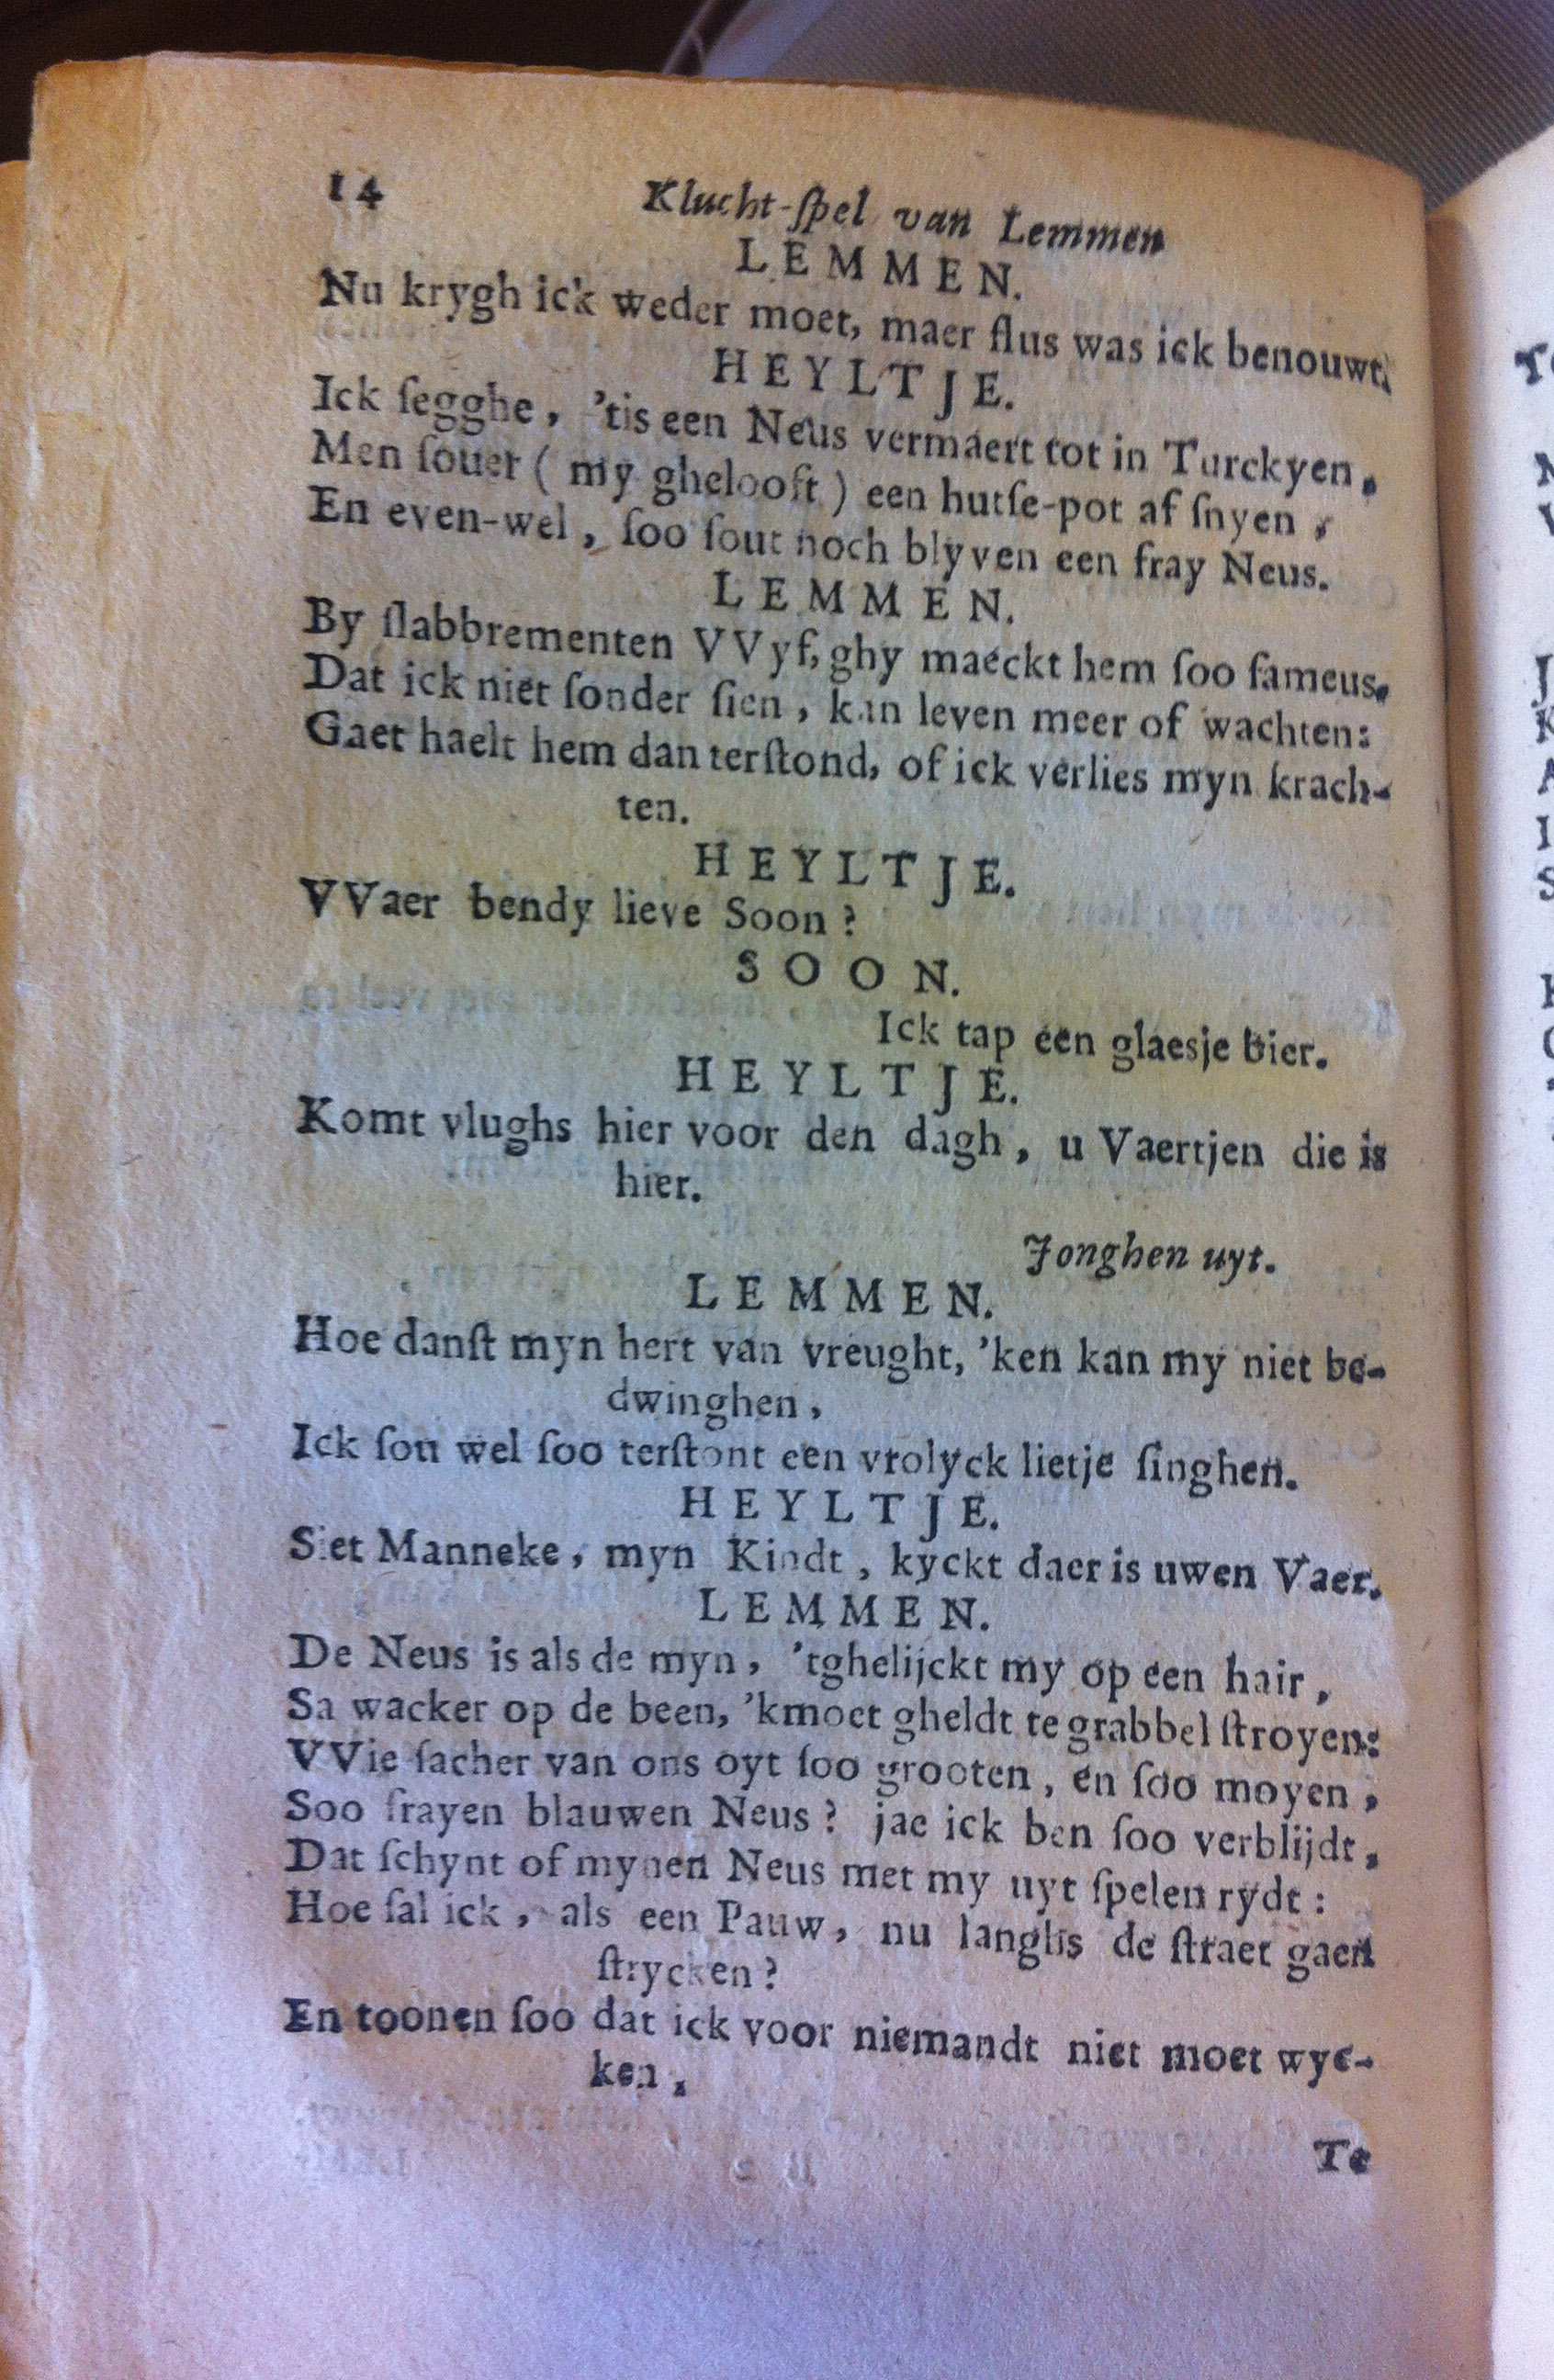 14 Klucht-ſpel van Lemmen
LEMMEN.
Nu krygh ick weder moet, maer flus was ick benouwt.
HEYLTJE.
Ick ſegghe, 'tis een Neus vermaert tot in Turckyen,
Men ſouer ( my ghelooft ) een hutſe-pot af ſnyen,
En even-wel, ſoo ſout noch blyven een fray Neus.
LEMMEN.
By ſlabbrementen VVyf, ghy maeckt hem ſoo fameus,
Dat ick niet ſonder ſien, kan leven meer of wachten:
Gaet haelt hem dan terſtond, of ick verlies myn krach-
ten.
HEYLTJE.
VVaer bendy lieve Soon?
SOON.
Ick tap een glaesje bier.
HEYLTJE.
Komt vlughs hier voor den dagh, u Vaertjen die is
hier.
Jonghen uyt.
LEMMEN.
Hoe danſt myn hert van vreught, 'ken kan my niet be-
dwinghen,
Ick ſou wel ſoo terſtont een vrolyck lietje ſinghen.
HEYLTJE.
Siet Manneke, myn Kindt, kyckt daer is uwen Vaer.
LEMMEN.
De Neus is als de myn, 'tghelijckt my op een hair,
Sa wacker op de been, 'kmoet gheldt te grabbel ſtroyen:
VVie ſacher van ons oyt ſoo grooten, en ſoo moyen,
Soo frayen blauwen Neus? jae ick ben ſoo verblijdt,
Dat ſchynt of mynen Neus met my uyt ſpelen rydt:
Hoe ſal ick, als een Pauw, nu langhs de ſtraet gaen
ſtrycken?
En toonen ſoo dat ick voor niemandt niet moet wyc-
ken,
Te